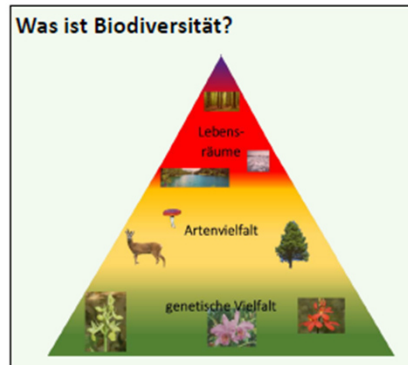 Was ist Biodiversität?
Lebens-
räume
Artenvielfalt
genetische Vielfalt